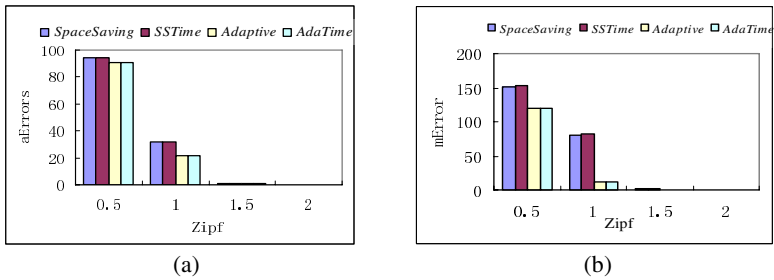 SpaceSaving SSTime Adaptive AdaTime
100
80
60
40
20
0
aErrors
0.5 1 1.5 2
Zipf
(a)
SpaceSaving SSTime Adaptive AdaTime
200
150
100
50
0
mError
0.5 1 1.5 2
Zipf
(b)